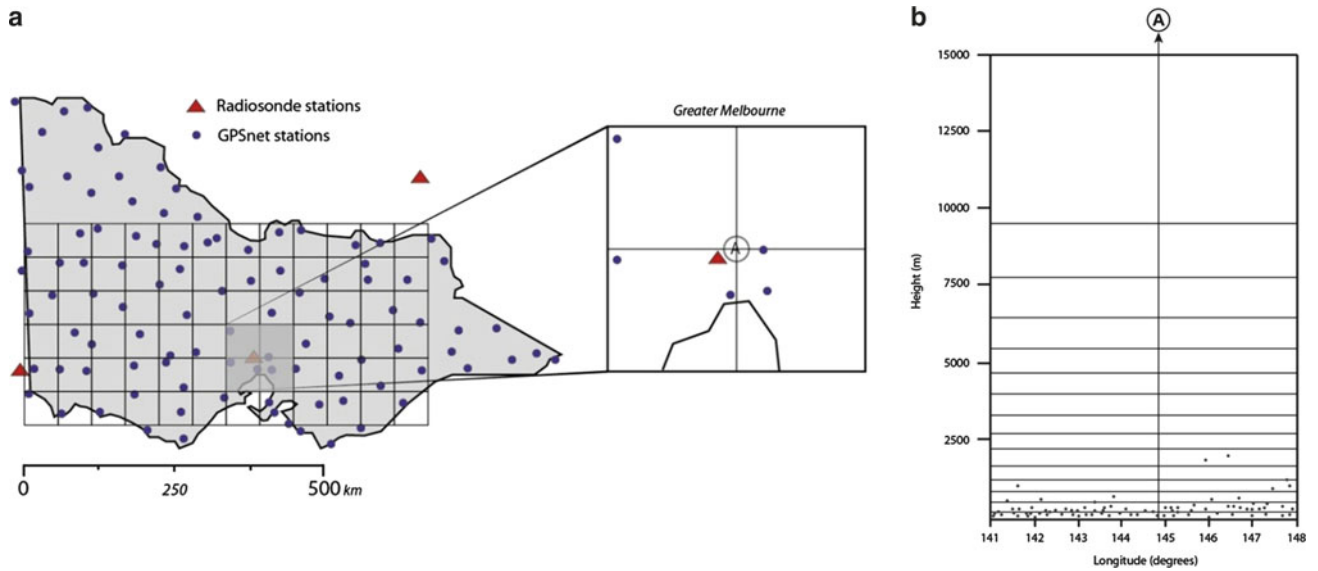 a
Radiosonde stations
GPSnet stations
Greater Melbourne
A
0
250
500 km
b
A
15000
12500
10000
7500
5000
2500
Height (m)
141 142 143 144 145 146 147 148
Longitude (degrees)